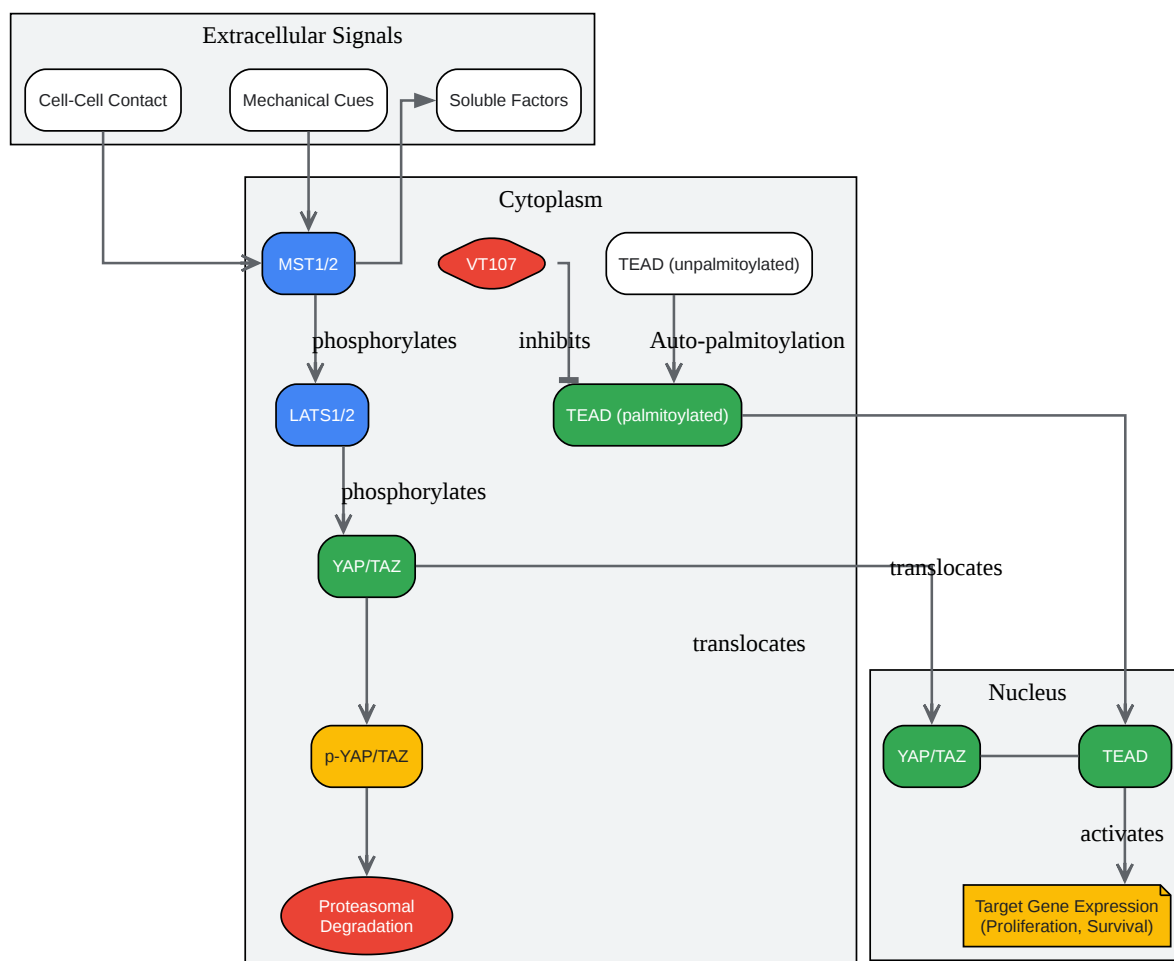 Extracellular Signals
Cell-Cell Contact
Mechanical Cues
Soluble Factors
Cytoplasm
MST1/2
VT107
TEAD (unpalmitoylated)
phosphorylates
inhibits
Auto-palmitoylation
LATS1/2
TEAD (palmitoylated)
phosphorylates
YAP/TAZ
translocates
translocates
Nucleus
p-YAP/TAZ
YAP/TAZ
TEAD
activates
Proteasomal
Degradation
Target Gene Expression
(Proliferation, Survival)